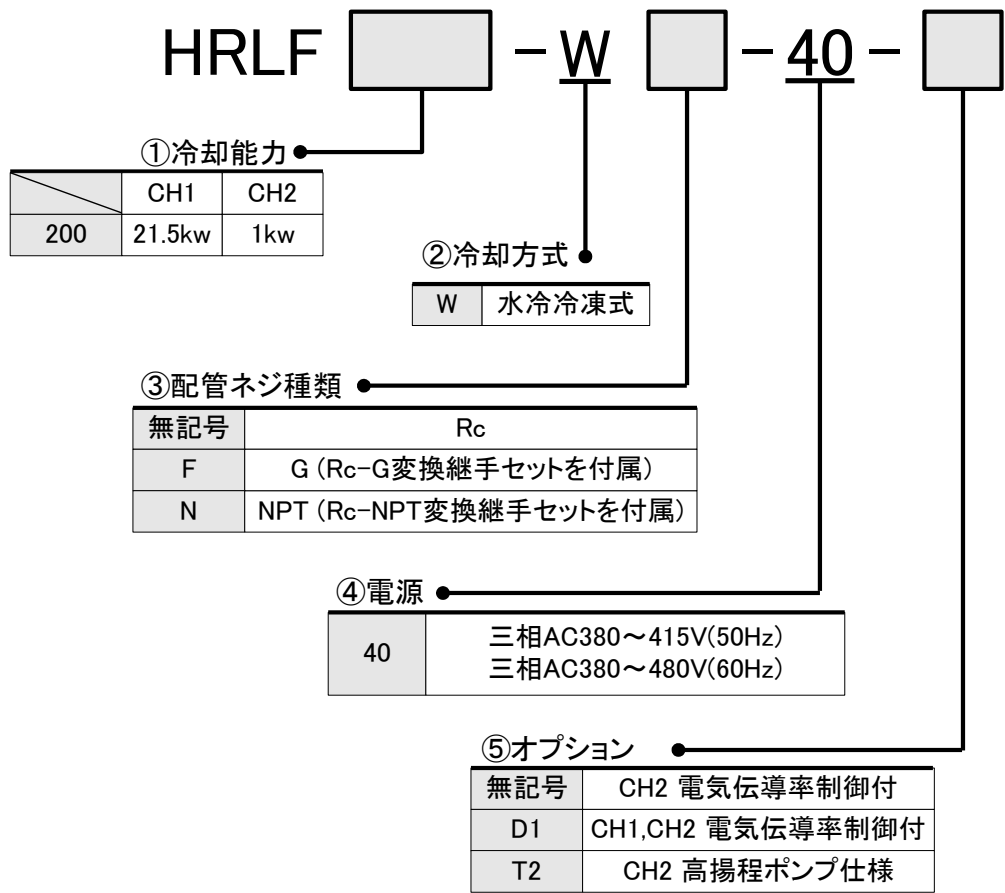 HRLF -W -40-
①冷却能力
CH1 CH2
200 21.5kw 1kw
②冷却方式
W 水冷冷凍式
③配管ネジ種類
無記号 Rc
F G (Rc-G変換継手セットを付属)
N NPT (Rc-NPT変換継手セットを付属)
④電源
40 三相AC380~415V(50Hz)
三相AC380~480V(60Hz)
⑤オプション
無記号 CH2 電気伝導率制御付
D1 CH1,CH2 電気伝導率制御付
T2 CH2 高揚程ポンプ仕様